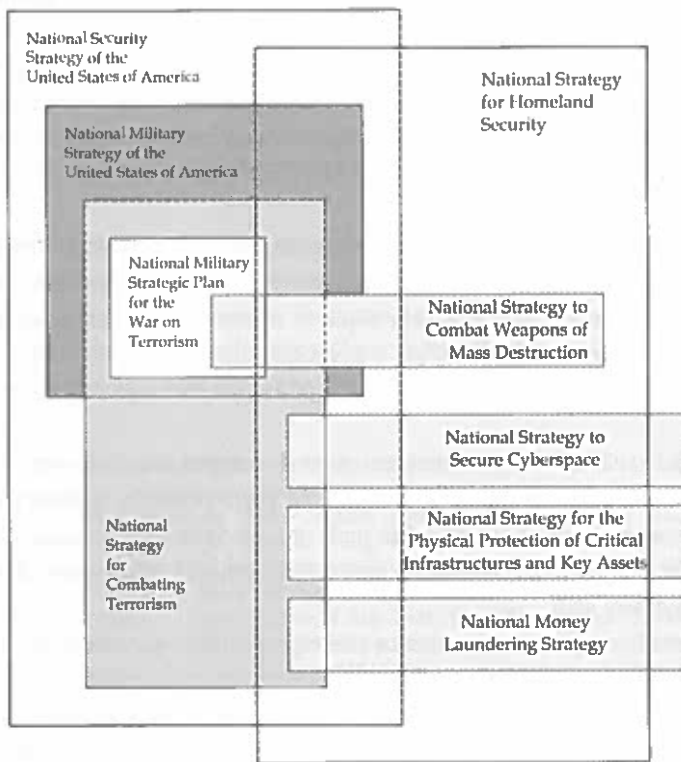 National Security
Strategy of the
United States of America
National Strategy
for Homeland
Security
National Military
Strategy of the
United States of America
National Military
Strategic Plan
for the
War on
Terrorism
National Strategy to
Combat Weapons of
Mass Destruction
National Strategy to
Secure Cyberspace
National
Strategy
for
Combating
Terrorism
National Strategy for the
Physical Protection of Critical
Infrastructures and Key Assets
National Money
Laundering Strategy